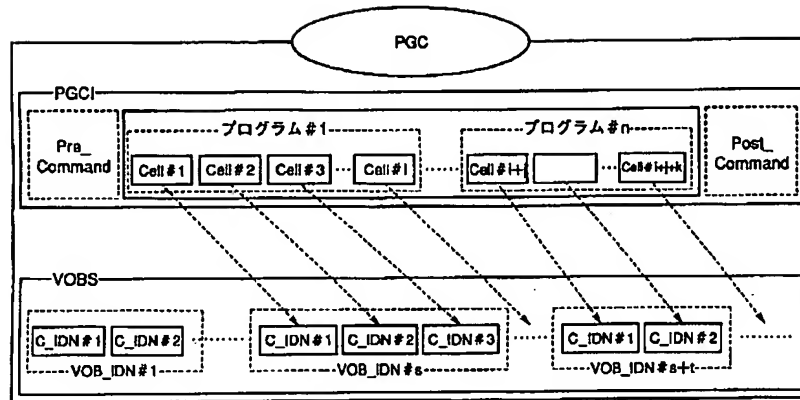 PGC
PGCI
Pre_
Command
プログラム#1
Cell#1 Cell#2 Cell#3 Cell#i
プログラム#n
Cell#i+j Cell#i+j+k
Post_
Command
VOBS
C_IDN#1 C_IDN#2
VOB_IDN#1
C_IDN#1 C_IDN#2 C_IDN#3
VOB_IDN#s
C_IDN#1 C_IDN#2
VOB_IDN#s+t